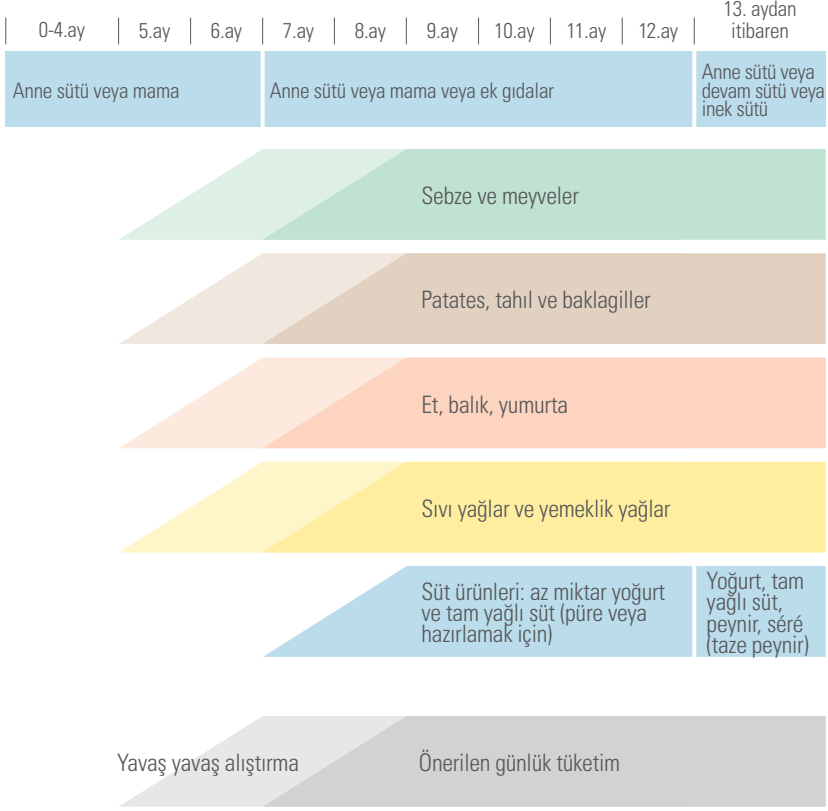 13. aydan
itibaren
0-4.ay 5.ay 6.ay 7.ay 8.ay 9.ay 10.ay 11.ay 12.ay
Anne sütü veya mama
Anne sütü veya mama veya ek gıdalar
Anne sütü veya
devam sütü veya
inek sütü
Sebze ve meyveler
Patates, tahıl ve baklagiller
Et, balık, yumurta
Sıvı yağlar ve yemeklik yağlar
Süt ürünleri: az miktar yoğurt
ve tam yağlı süt (püre veya
hazırlamak için)
Yoğurt, tam
yağlı süt,
peynir, séré
(taze peynir)
Yavaş yavaş alıştırma
Önerilen günlük tüketim